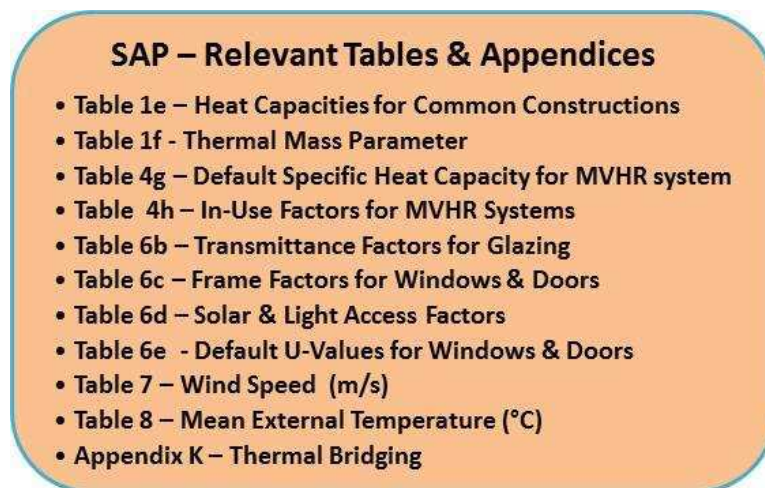 SAP – Relevant Tables & Appendices
• Table 1e – Heat Capacities for Common Constructions
• Table 1f - Thermal Mass Parameter
• Table 4g – Default Specific Heat Capacity for MVHR system
• Table 4h – In-Use Factors for MVHR Systems
• Table 6b – Transmittance Factors for Glazing
• Table 6c – Frame Factors for Windows & Doors
• Table 6d – Solar & Light Access Factors
• Table 6e - Default U-Values for Windows & Doors
• Table 7 – Wind Speed (m/s)
• Table 8 – Mean External Temperature (°C)
• Appendix K – Thermal Bridging